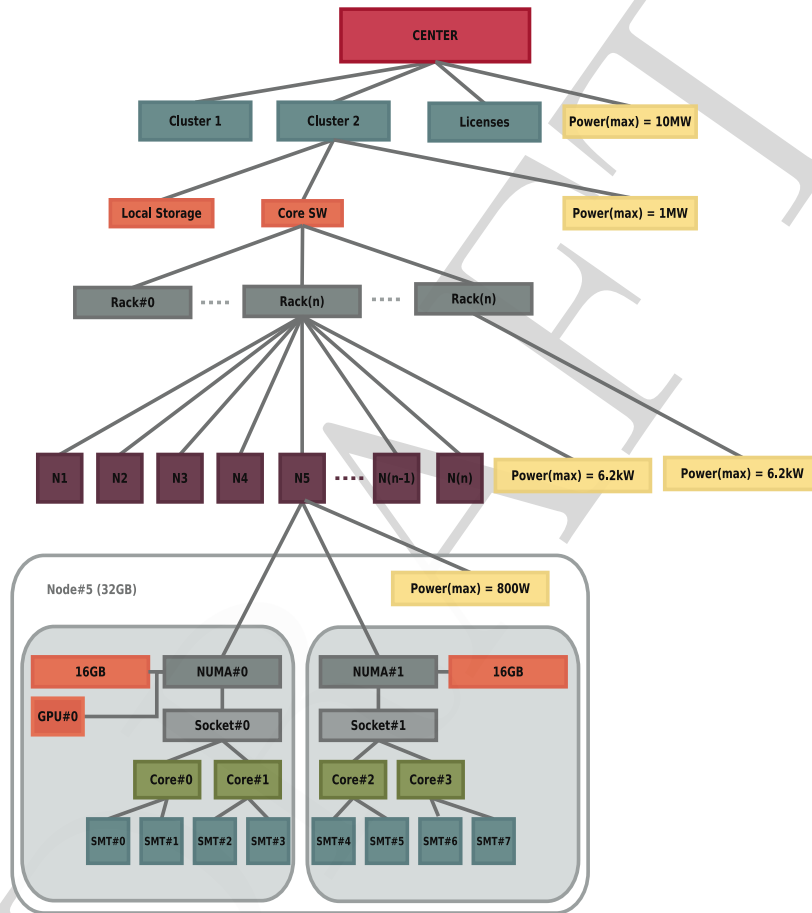 CENTER
Cluster 1
Cluster 2
Licenses
Power(max) = 10MW
Local Storage
Core SW
Power(max) = 1MW
Rack#0
Rack(n)
Rack(n)
N1
N2
N3
N4
N5
N(n-1)
N(n)
Power(max) = 6.2kW
Power(max) = 6.2kW
Node#5 (32GB)
Power(max) = 800W
16GB
NUMA#0
NUMA#1
16GB
GPU#0
Socket#0
Socket#1
Core#0
Core#1
Core#2
Core#3
SMT#0
SMT#1
SMT#2
SMT#3
SMT#4
SMT#5
SMT#6
SMT#7